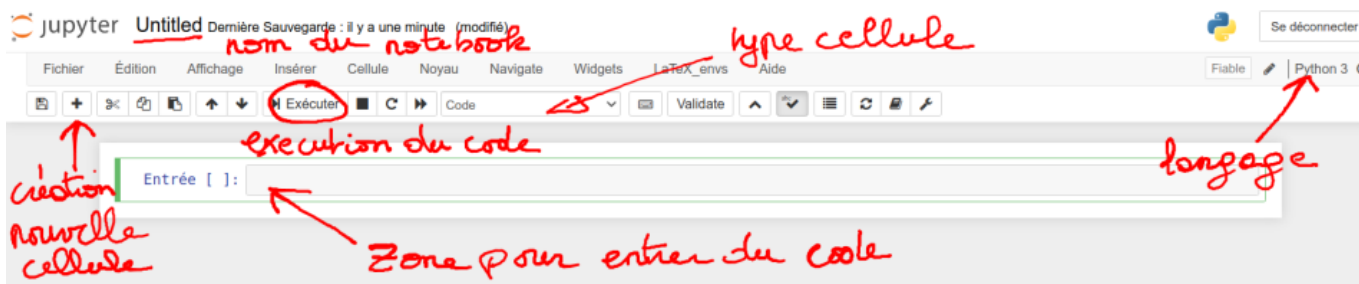 jupyter Untitled Dernière Sauvegarde : il y a une minute (modifié)
Se déconnecter
nom du notebook
type cellule
Fichier Édition Affichage Insérer Cellule Noyau Navigate Widgets LaTeX_envs Aide
Fiable Python 3
Exécuter Code Validate
execution du code
langage
Entrée [ ]:
création
nouvelle
cellule
Zone pour entrer du code